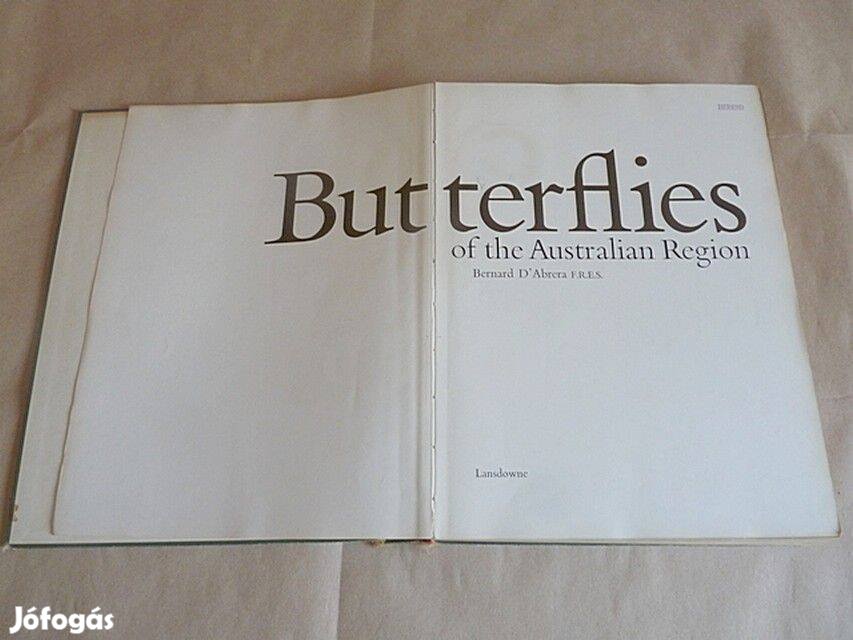 Butterflies
of the Australian Region
Bernard D'Abrera F.R.E.S.
Lansdowne
Jófogás